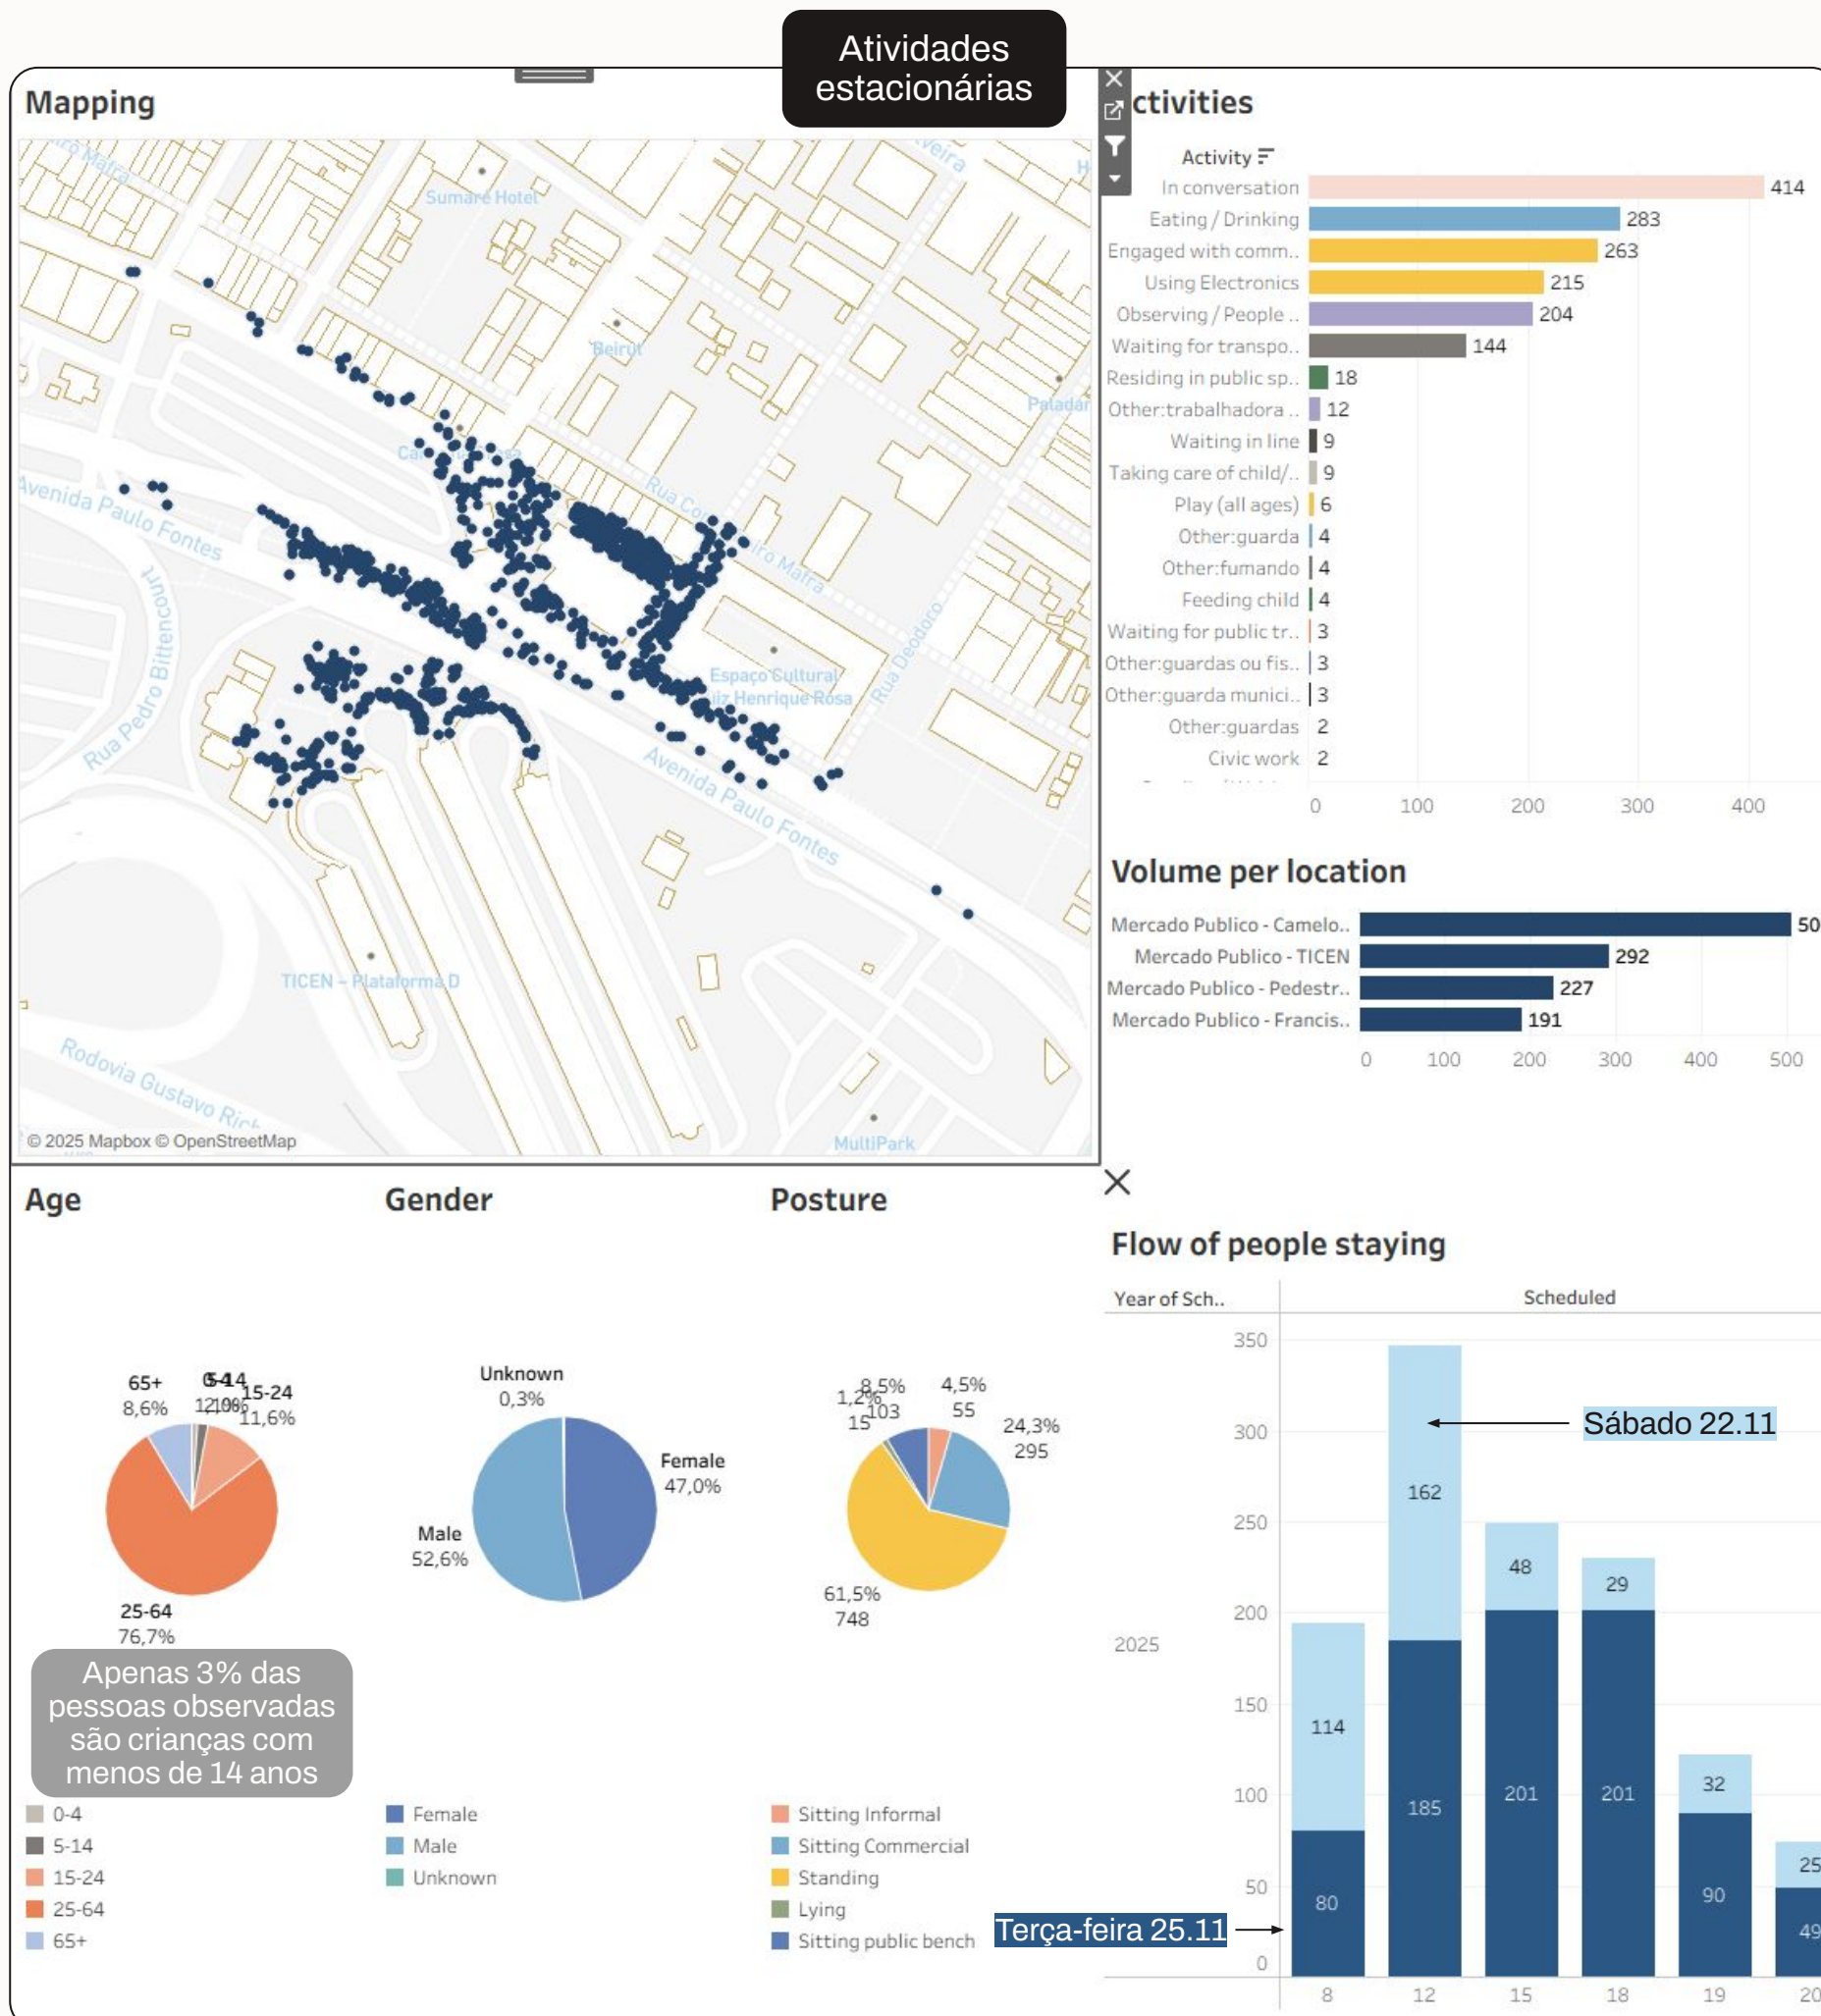 Atividades
estacionárias
Mapping
Sumaré Hotel
Beirut
Rua Deodoro
Avenida Paulo Fontes
Rua Pedro Bittencourt
Espaço Cultural
iz Henrique Rosa
Avenida Paulo Fontes
TICEN – Plataforma D
Rodovia Gustavo Rich
MultiPark
© 2025 Mapbox © OpenStreetMap
ctivities
Activity
In conversation 414
Eating / Drinking 283
Engaged with comm.. 263
Using Electronics 215
Observing / People .. 204
Waiting for transpo.. 144
Residing in public sp.. 18
Other:trabalhadora .. 12
Waiting in line 9
Taking care of child/.. 9
Play (all ages) 6
Other:guarda 4
Other:fumando 4
Feeding child 4
Waiting for public tr.. 3
Other:guardas ou fis.. 3
Other:guarda munici.. 3
Other:guardas 2
Civic work 2
0 100 200 300 400
Volume per location
Mercado Publico - Camelo.. 50
Mercado Publico - TICEN 292
Mercado Publico - Pedestr.. 227
Mercado Publico - Francis.. 191
0 100 200 300 400 500
Age
65+
8,6%
15-24
11,6%
25-64
76,7%
Apenas 3% das
pessoas observadas
são crianças com
menos de 14 anos
0-4
5-14
15-24
25-64
65+
Gender
Unknown
0,3%
Female
47,0%
Male
52,6%
Female
Male
Unknown
Posture
1,2%
15
8,5%
103
4,5%
55
24,3%
295
61,5%
748
Sitting Informal
Sitting Commercial
Standing
Lying
Sitting public bench
Flow of people staying
Year of Sch.. Scheduled
2025
350
300
250
200
150
100
50
0
Sábado 22.11
Terça-feira 25.11
114 162 48 29 32 25
80 185 201 201 90 49
8 12 15 18 19 20